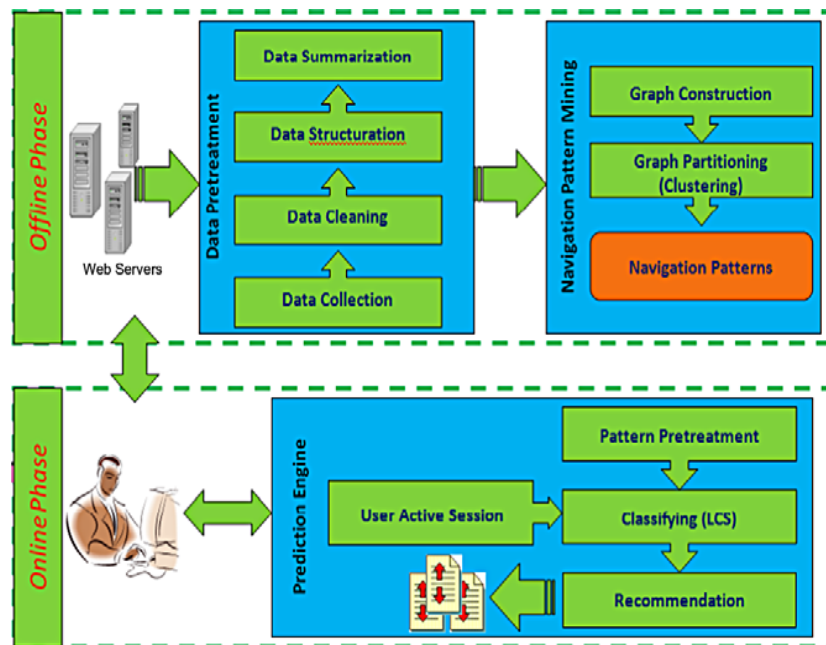 Offline Phase
Web Servers
Data Pretreatment
Data Summarization
Data Structuration
Data Cleaning
Data Collection
Navigation Pattern Mining
Graph Construction
Graph Partitioning
(Clustering)
Navigation Patterns
Online Phase
Prediction Engine
Pattern Pretreatment
User Active Session
Classifying (LCS)
Recommendation